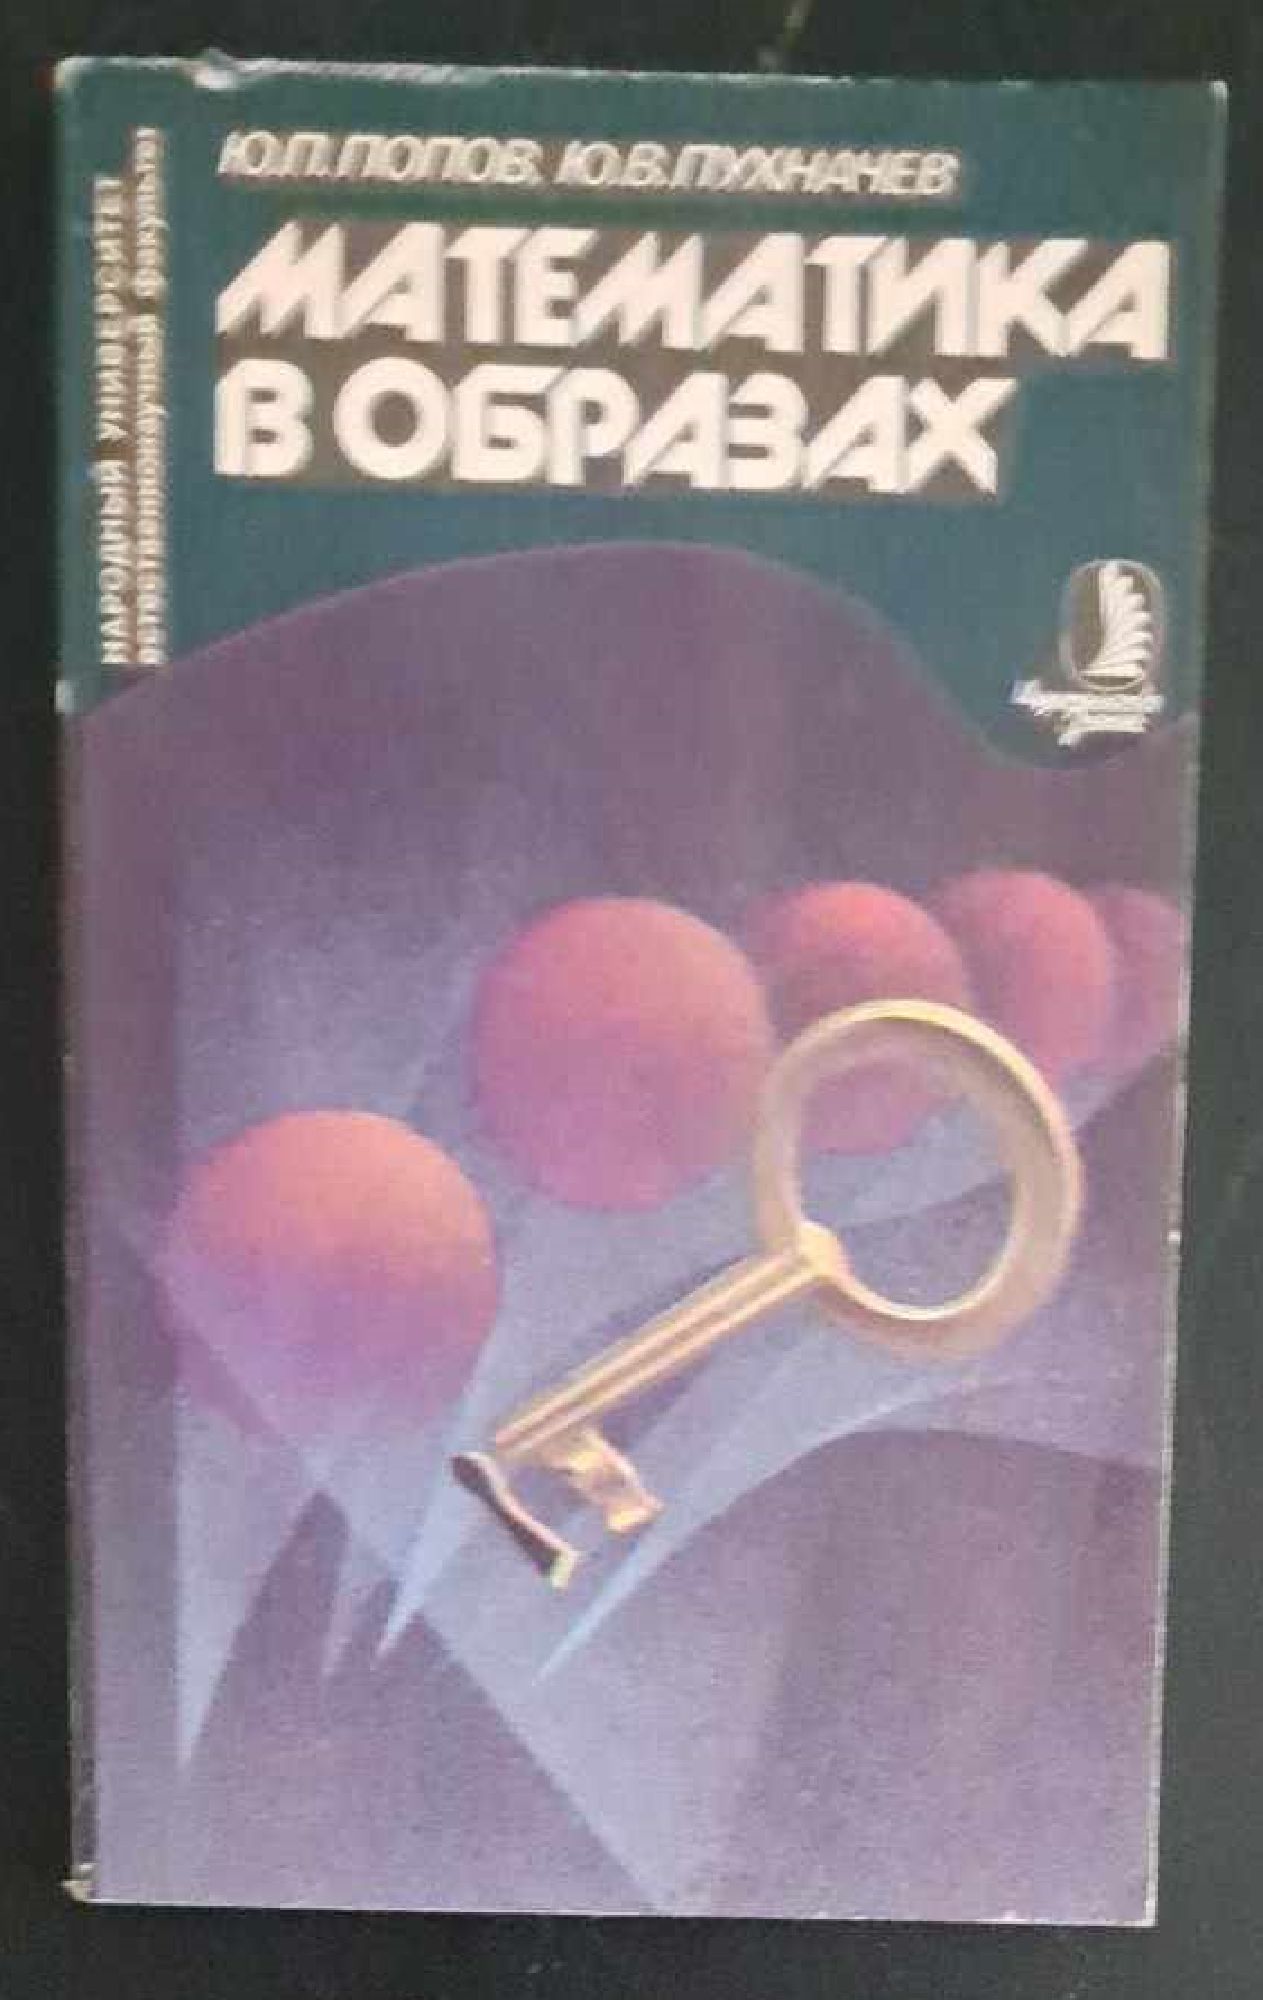 Ю.П.ПОПОВ, Ю.В.ПУХНАЧЕВ
МАТЕМАТИКА
В ОБРАЗАХ
НАРОДНЫЙ УНИВЕРСИТЕТ
естественнонаучный факультет